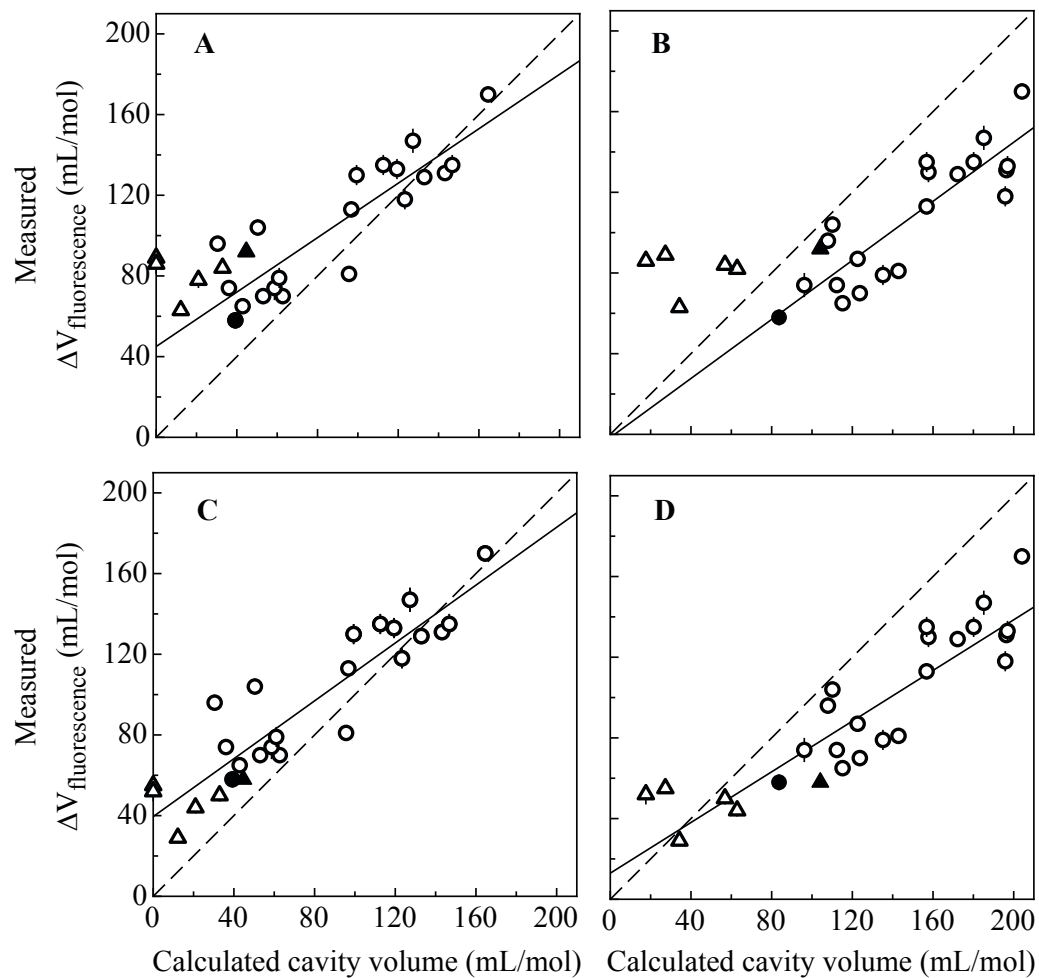 A
B
200
160
120
80
40
0
Measured
ΔV fluorescence (mL/mol)
C
D
200
160
120
80
40
0
Measured
ΔV fluorescence (mL/mol)
0 40 80 120 160 200
0 40 80 120 160 200
Calculated cavity volume (mL/mol)
Calculated cavity volume (mL/mol)